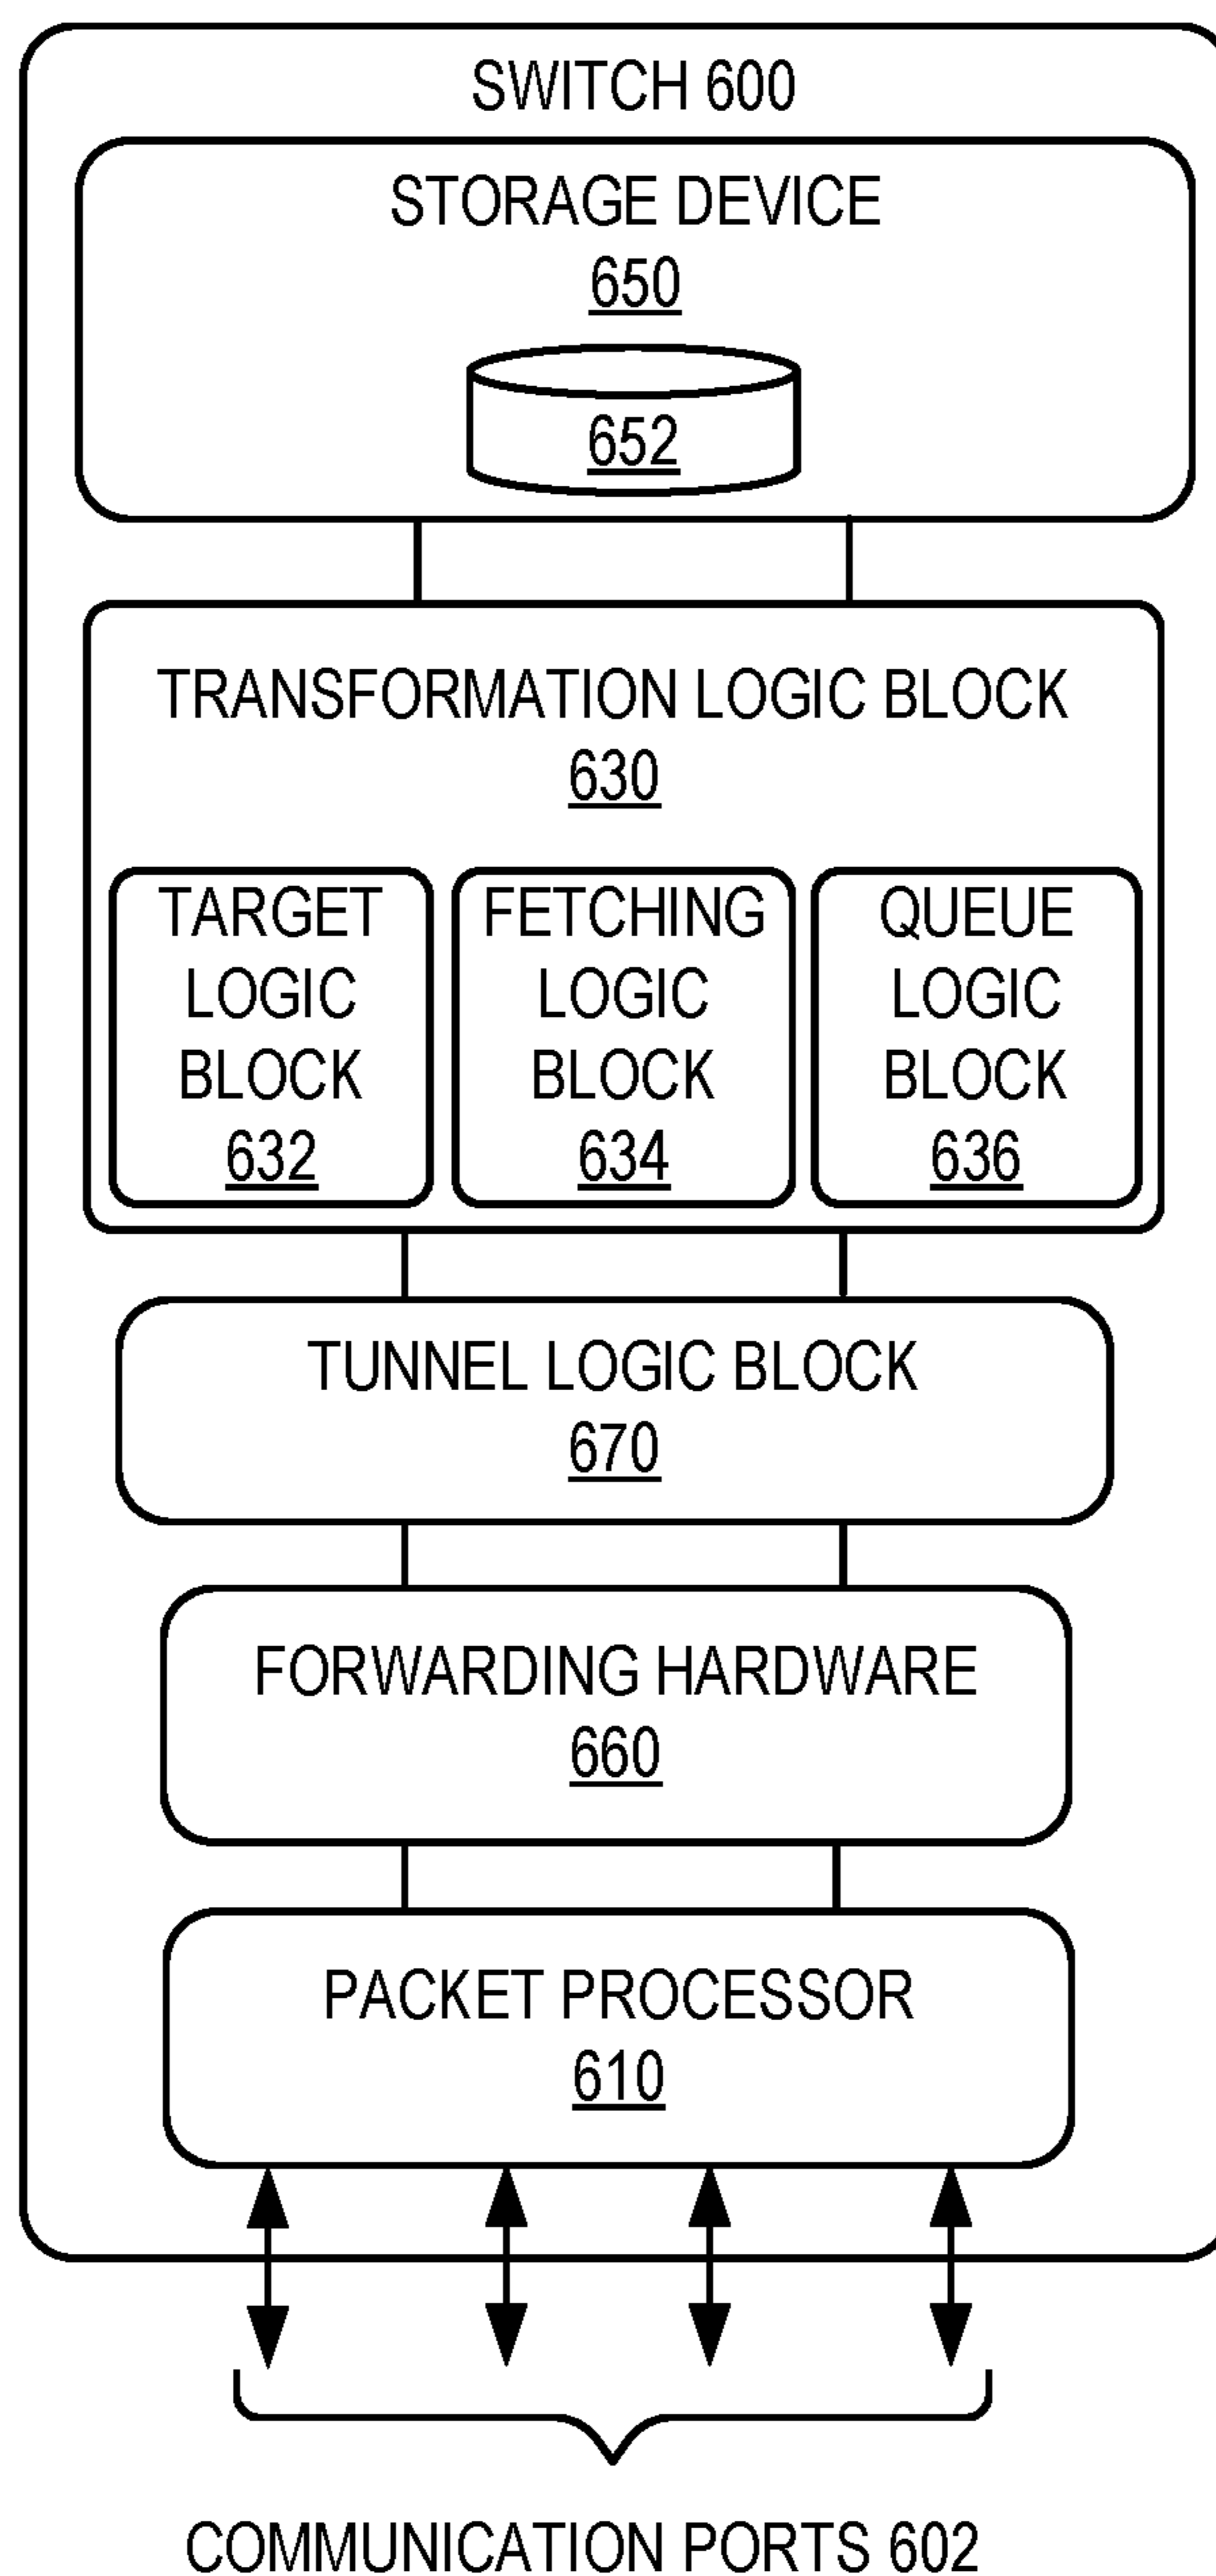 SWITCH 600
STORAGE DEVICE
650
652
TRANSFORMATION LOGIC BLOCK
630
TARGET
LOGIC
BLOCK
632
FETCHING
LOGIC
BLOCK
634
QUEUE
LOGIC
BLOCK
636
TUNNEL LOGIC BLOCK
670
FORWARDING HARDWARE
660
PACKET PROCESSOR
610
COMMUNICATION PORTS 602